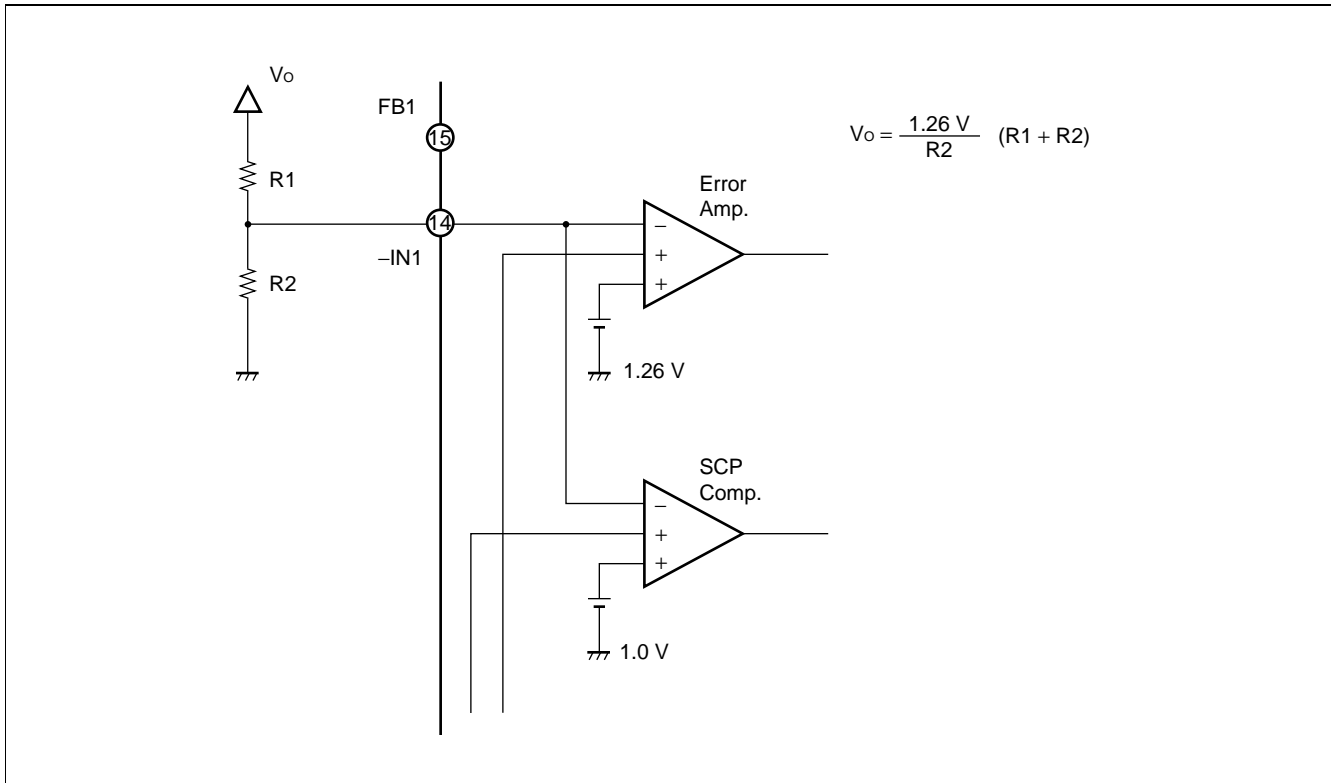 Vo
FB1
15
R1
14
−IN1
R2
Error
Amp.
−
+
+
1.26 V
Vo = 1.26 V / R2 (R1 + R2)
SCP
Comp.
−
+
+
1.0 V